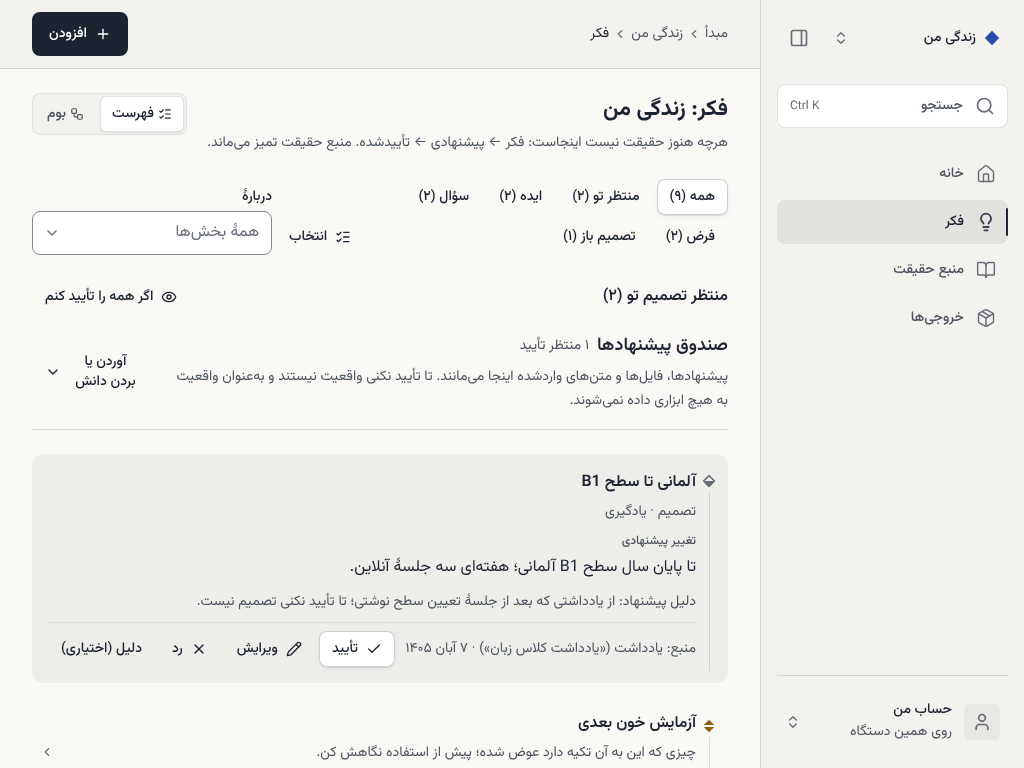 زندگی من
جستجو
Ctrl K
خانه
فکر
منبع حقیقت
خروجی‌ها
حساب من
روی همین دستگاه
مبدأ
زندگی من
فکر
افزودن
فکر: زندگی من
فهرست
بوم
هرچه هنوز حقیقت نیست اینجاست: فکر ← پیشنهادی ← تأییدشده. منبع حقیقت تمیز می‌ماند.
همه (۹)
منتظر تو (۲)
ایده (۲)
سؤال (۲)
فرض (۲)
تصمیم باز (۱)
انتخاب
دربارهٔ
همهٔ بخش‌ها
منتظر تصمیم تو (۲)
اگر همه را تأیید کنم
صندوق پیشنهادها
۱ منتظر تأیید
پیشنهادها، فایل‌ها و متن‌های واردشده اینجا می‌مانند. تا تأیید نکنی واقعیت نیستند و به‌عنوان واقعیت
به هیچ ابزاری داده نمی‌شوند.
آوردن یا
بردن دانش
آلمانی تا سطح B1
تصمیم · یادگیری
تغییر پیشنهادی
تا پایان سال سطح B1 آلمانی؛ هفته‌ای سه جلسهٔ آنلاین.
دلیل پیشنهاد: از یادداشتی که بعد از جلسهٔ تعیین سطح نوشتی؛ تا تأیید نکنی تصمیم نیست.
منبع: یادداشت («یادداشت کلاس زبان») · ۷ آبان ۱۴۰۵
تأیید
ویرایش
رد
دلیل (اختیاری)
آزمایش خون بعدی
چیزی که این به آن تکیه دارد عوض شده؛ پیش از استفاده نگاهش کن.